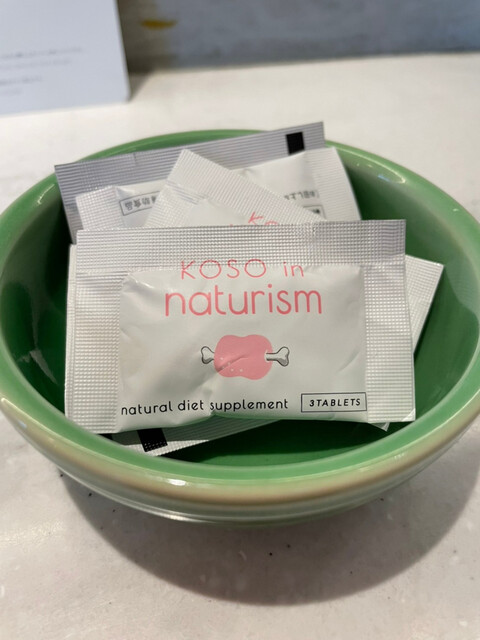 KOSO in
naturism
natural diet supplement
3TABLETS